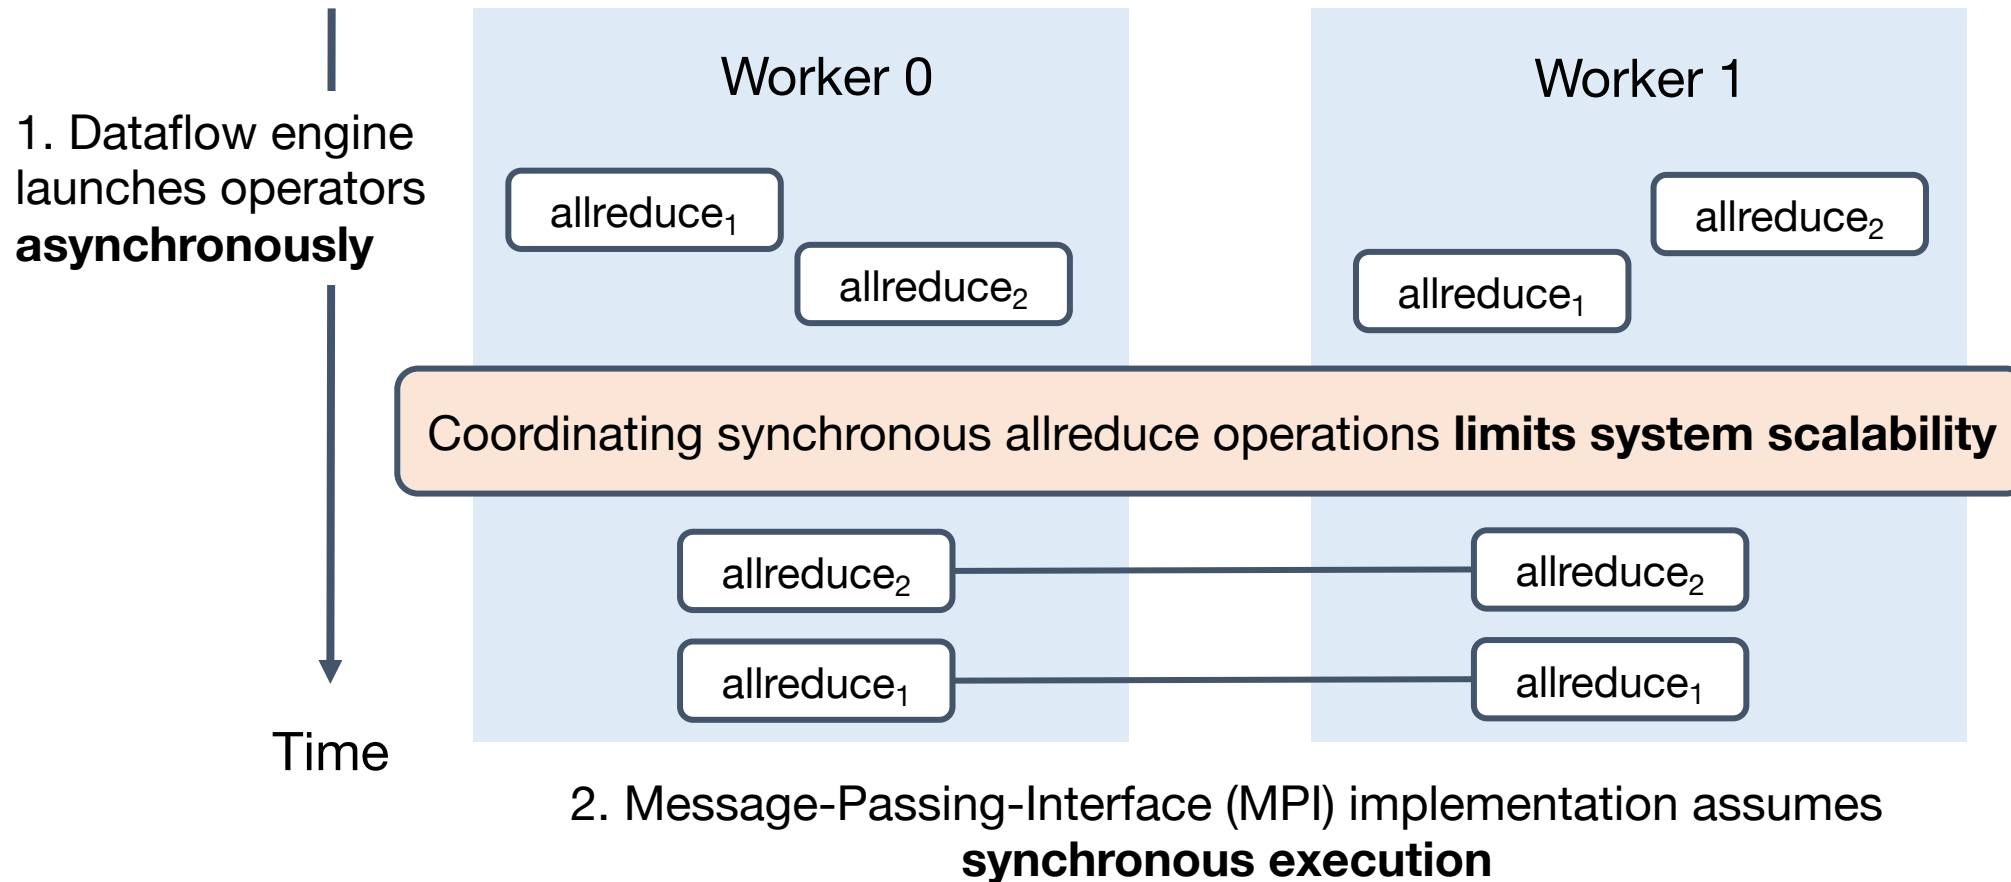 Worker 0
Worker 1
1. Dataflow engine
launches operators
asynchronously
allreduce₁
allreduce₂
allreduce₂
allreduce₁
Coordinating synchronous allreduce operations limits system scalability
allreduce₂
allreduce₂
allreduce₁
allreduce₁
Time
2. Message-Passing-Interface (MPI) implementation assumes
synchronous execution